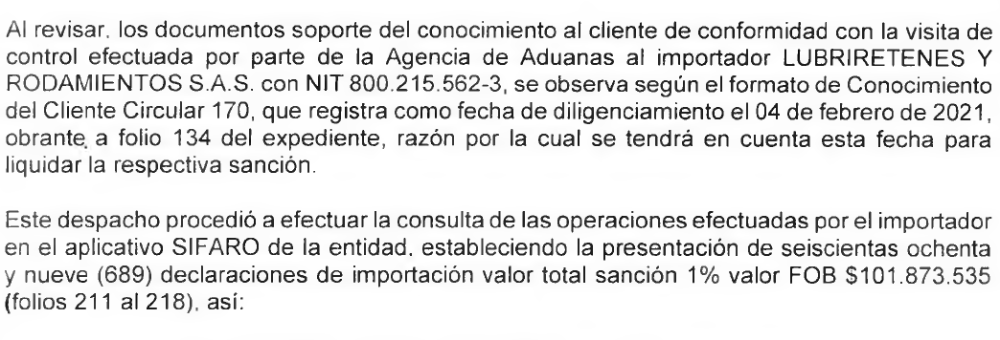 Al revisar, los documentos soporte del conocimiento al cliente de conformidad con la visita de
control efectuada por parte de la Agencia de Aduanas al importador LUBRIRETENES Y
RODAMIENTOS S.A.S. con NIT 800.215.562-3, se observa según el formato de Conocimiento
del Cliente Circular 170, que registra como fecha de diligenciamiento el 04 de febrero de 2021,
obrante a folio 134 del expediente, razón por la cual se tendrá en cuenta esta fecha para
liquidar la respectiva sanción.
Este despacho procedió a efectuar la consulta de las operaciones efectuadas por el importador
en el aplicativo SIFARO de la entidad, estableciendo la presentación de seiscientas ochenta
y nueve (689) declaraciones de importación valor total sanción 1% valor FOB $101.873.535
(folios 211 al 218), así: